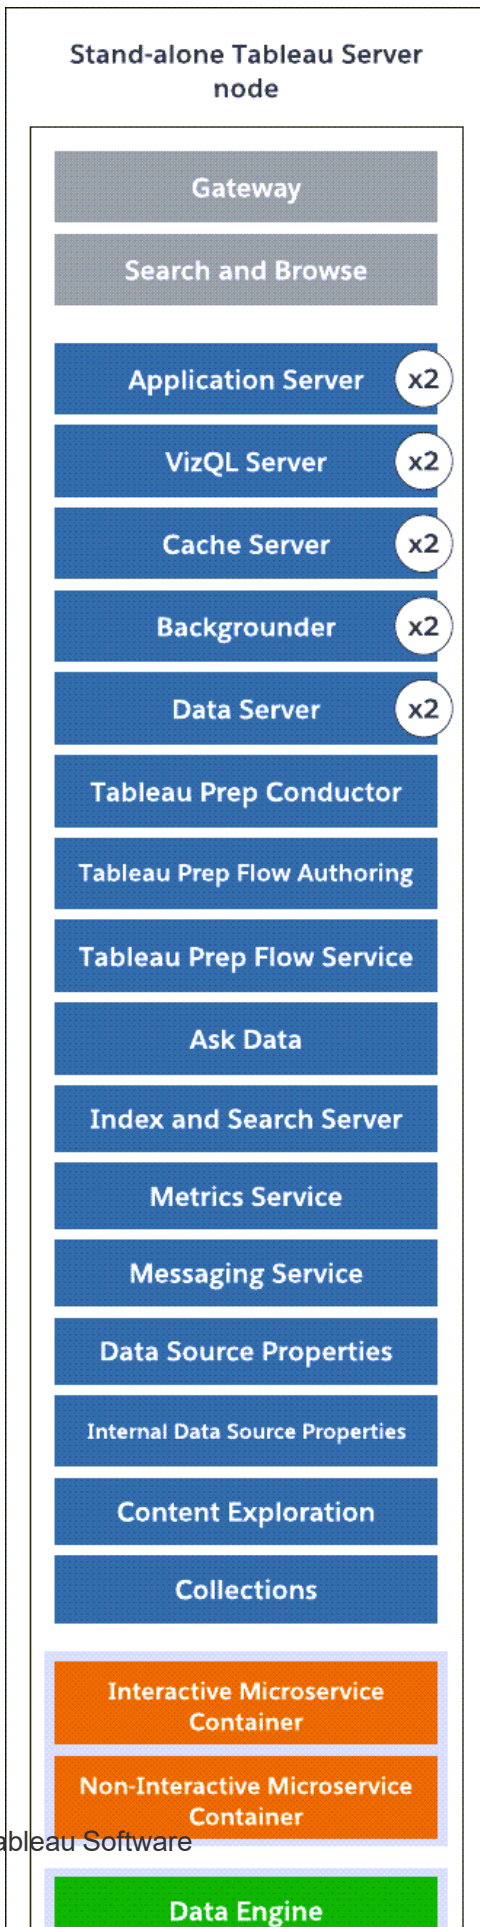 Stand-alone Tableau Server
node
Gateway
Search and Browse
Application Server x2
VizQL Server x2
Cache Server x2
Backgrounder x2
Data Server x2
Tableau Prep Conductor
Tableau Prep Flow Authoring
Tableau Prep Flow Service
Ask Data
Index and Search Server
Metrics Service
Messaging Service
Data Source Properties
Internal Data Source Properties
Content Exploration
Collections
Interactive Microservice
Container
Non-Interactive Microservice
Container
ableau Software
Data Engine